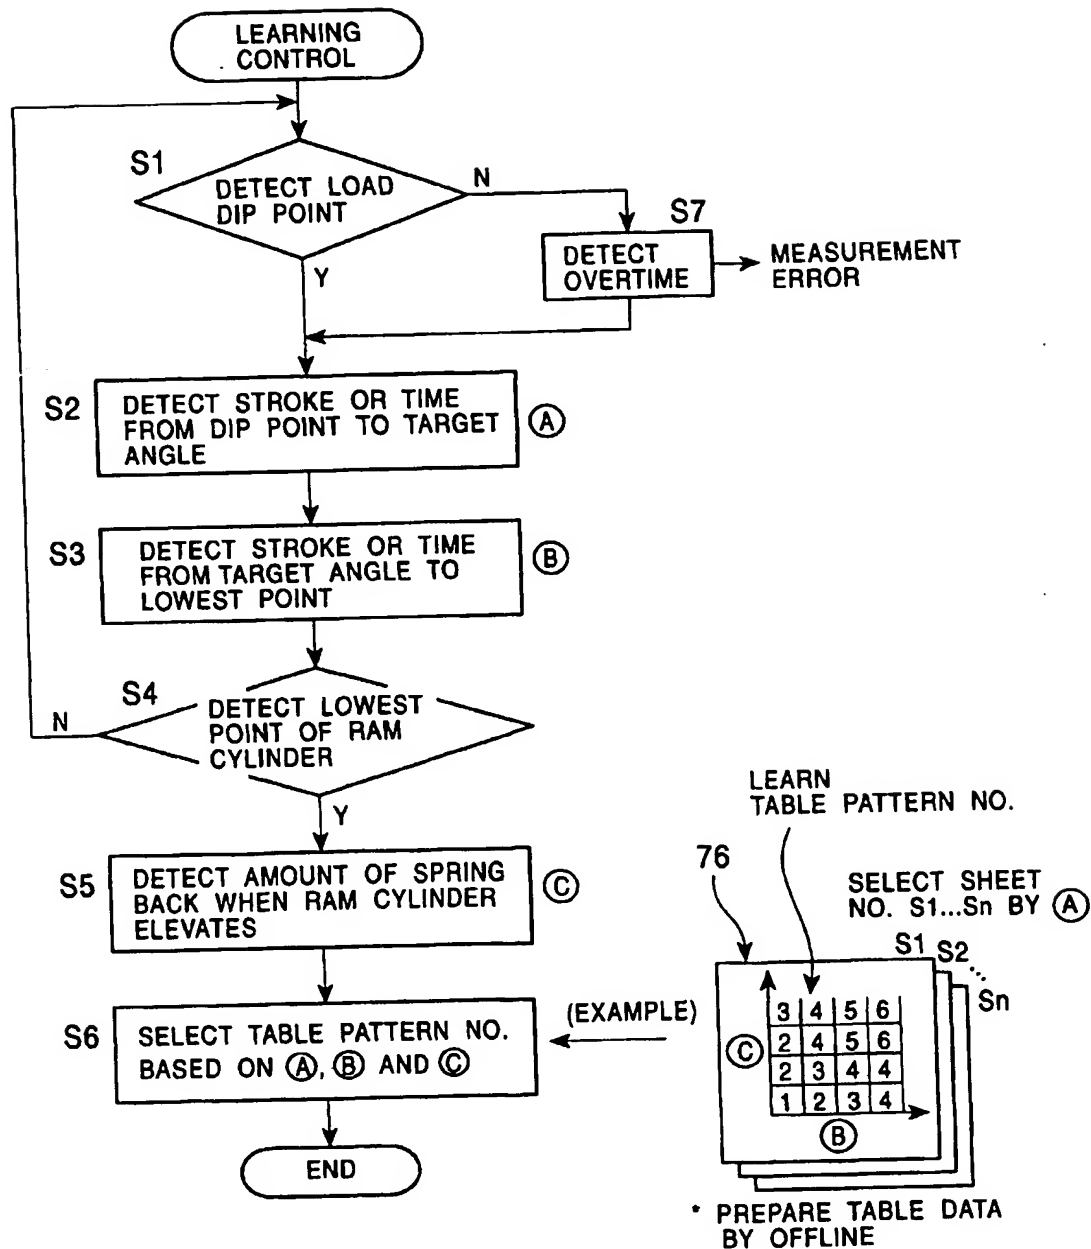 LEARNING
CONTROL
S1
DETECT LOAD
DIP POINT
N
Y
S7
DETECT
OVERTIME
MEASUREMENT
ERROR
S2
DETECT STROKE OR TIME
FROM DIP POINT TO TARGET
ANGLE
Ⓐ
S3
DETECT STROKE OR TIME
FROM TARGET ANGLE TO
LOWEST POINT
Ⓑ
S4
DETECT LOWEST
POINT OF RAM
CYLINDER
N
Y
S5
DETECT AMOUNT OF SPRING
BACK WHEN RAM CYLINDER
ELEVATES
Ⓒ
S6
SELECT TABLE PATTERN NO.
BASED ON Ⓐ, Ⓑ AND Ⓒ
END
(EXAMPLE)
LEARN
TABLE PATTERN NO.
76
SELECT SHEET
NO. S1...Sn BY Ⓐ
S1 S2 ... Sn
3 4 5 6
2 4 5 6
2 3 4 4
1 2 3 4
Ⓒ
Ⓑ
* PREPARE TABLE DATA
BY OFFLINE